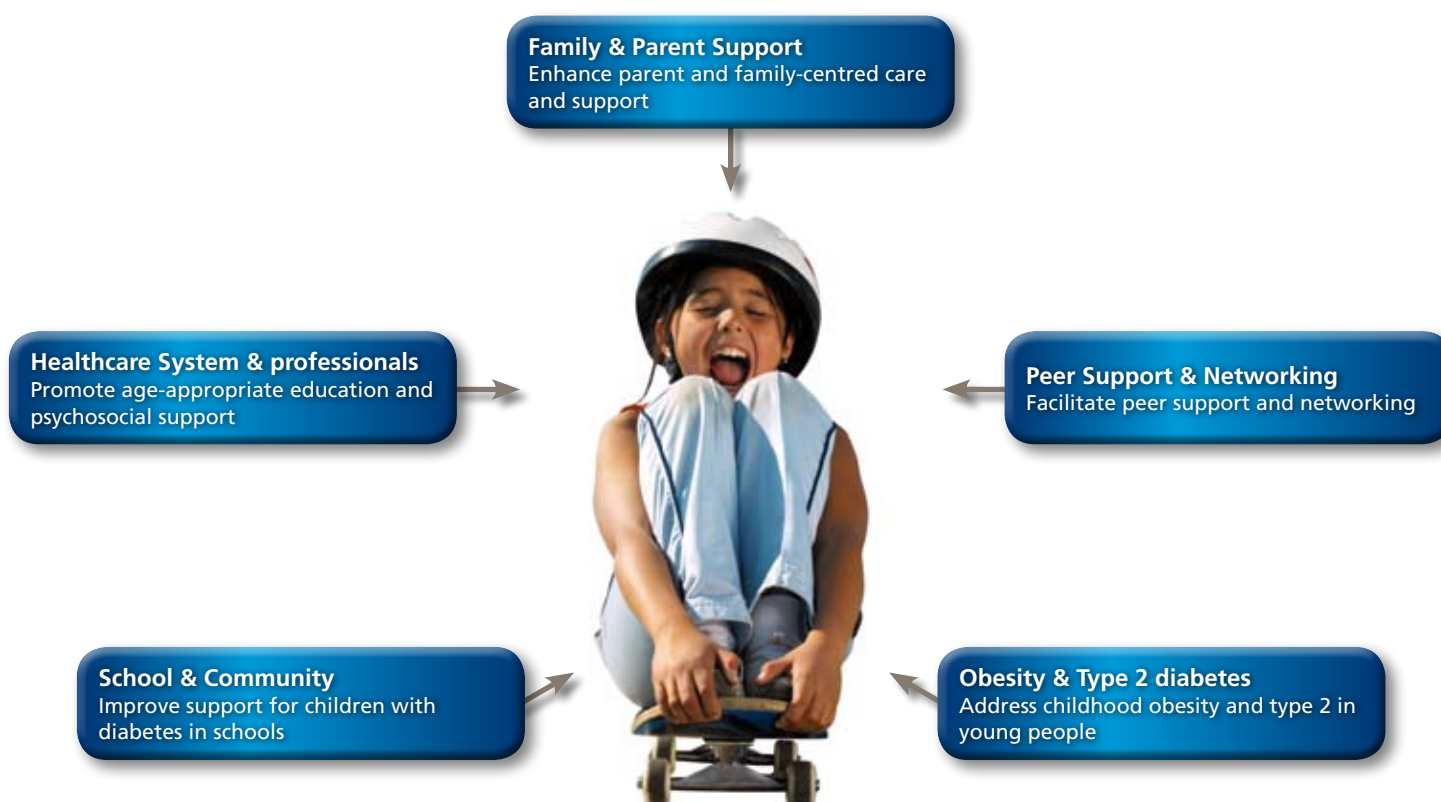 Family & Parent Support
Enhance parent and family-centred care
and support
Healthcare System & professionals
Promote age-appropriate education and
psychosocial support
Peer Support & Networking
Facilitate peer support and networking
School & Community
Improve support for children with
diabetes in schools
Obesity & Type 2 diabetes
Address childhood obesity and type 2 in
young people